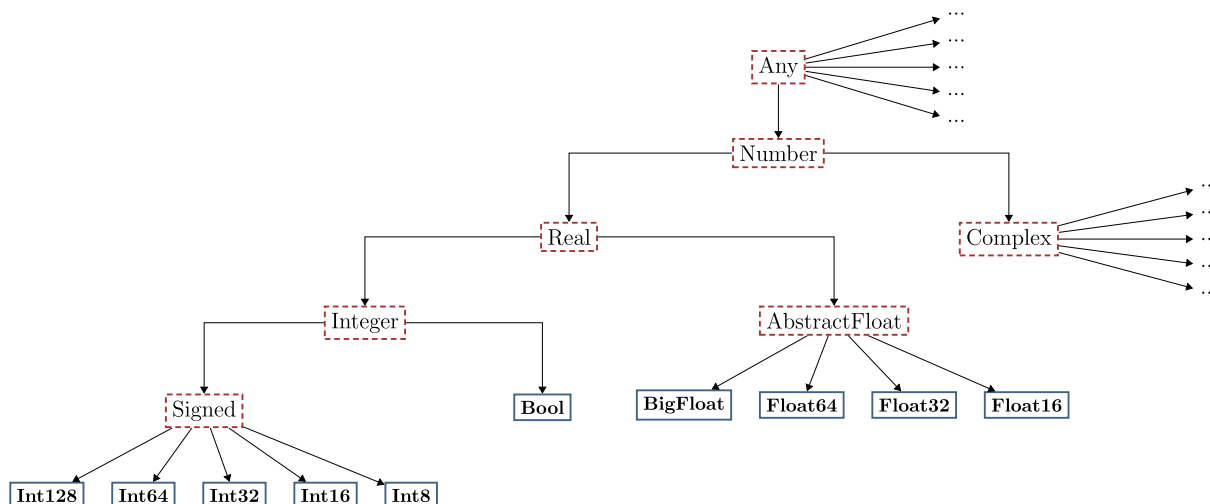 ...
...
Any
...
...
...
Number
...
...
Real
Complex
...
...
...
Integer
AbstractFloat
Signed
Bool
BigFloat
Float64
Float32
Float16
Int128
Int64
Int32
Int16
Int8